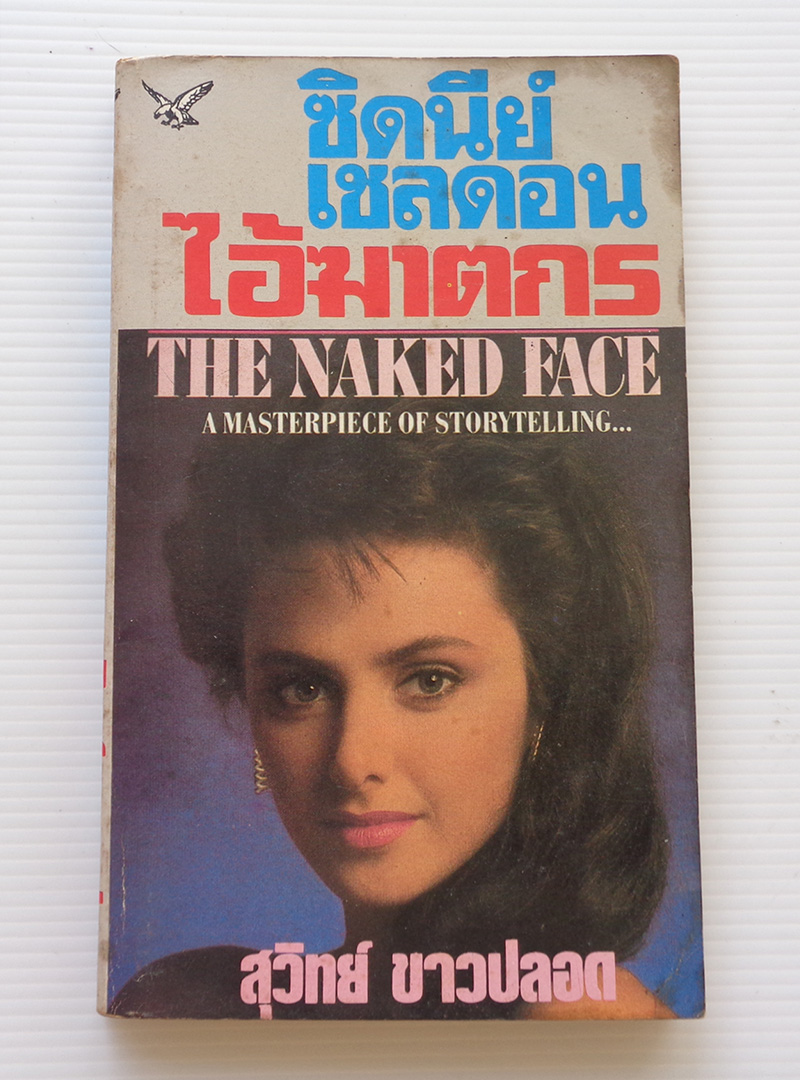 ซิดนีย์
เชลดอน
ไอ้ฆาตกร
THE NAKED FACE
A MASTERPIECE OF STORYTELLING...
สุวิทย์ ขาวปลอด